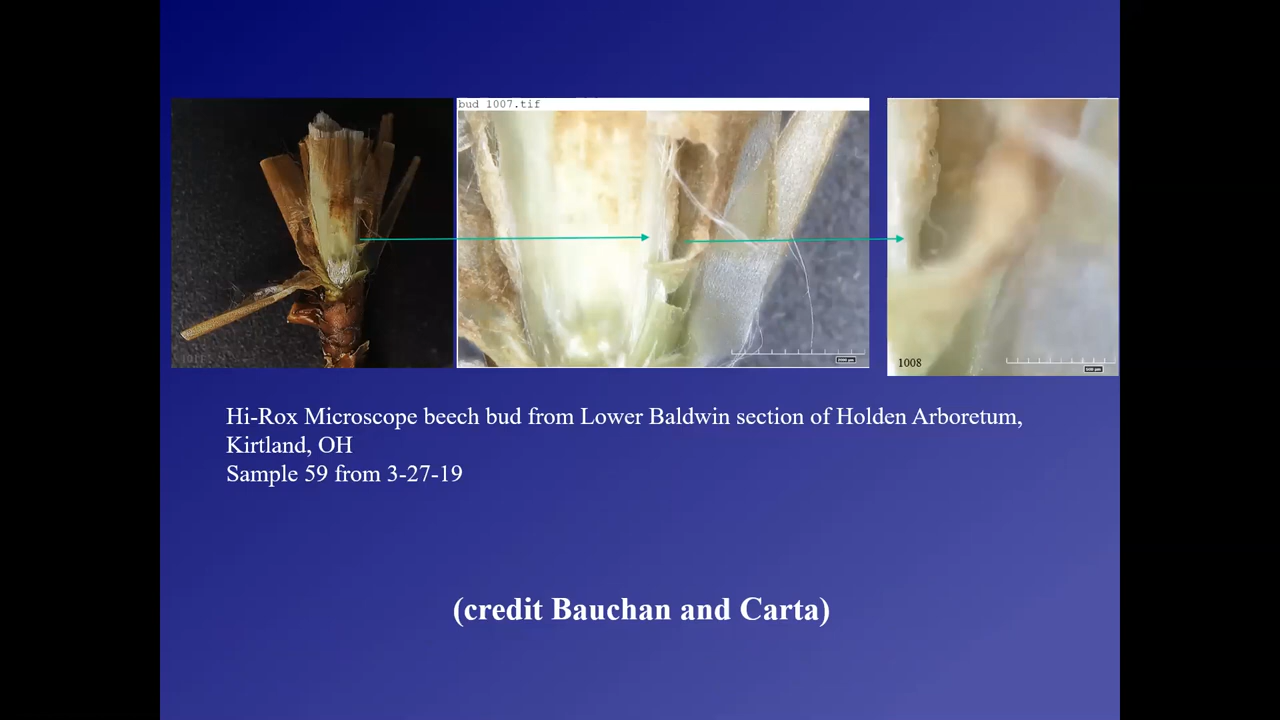 bud 1007.tif
1011
1008
Hi-Rox Microscope beech bud from Lower Baldwin section of Holden Arboretum,
Kirtland, OH
Sample 59 from 3-27-19
(credit Bauchan and Carta)